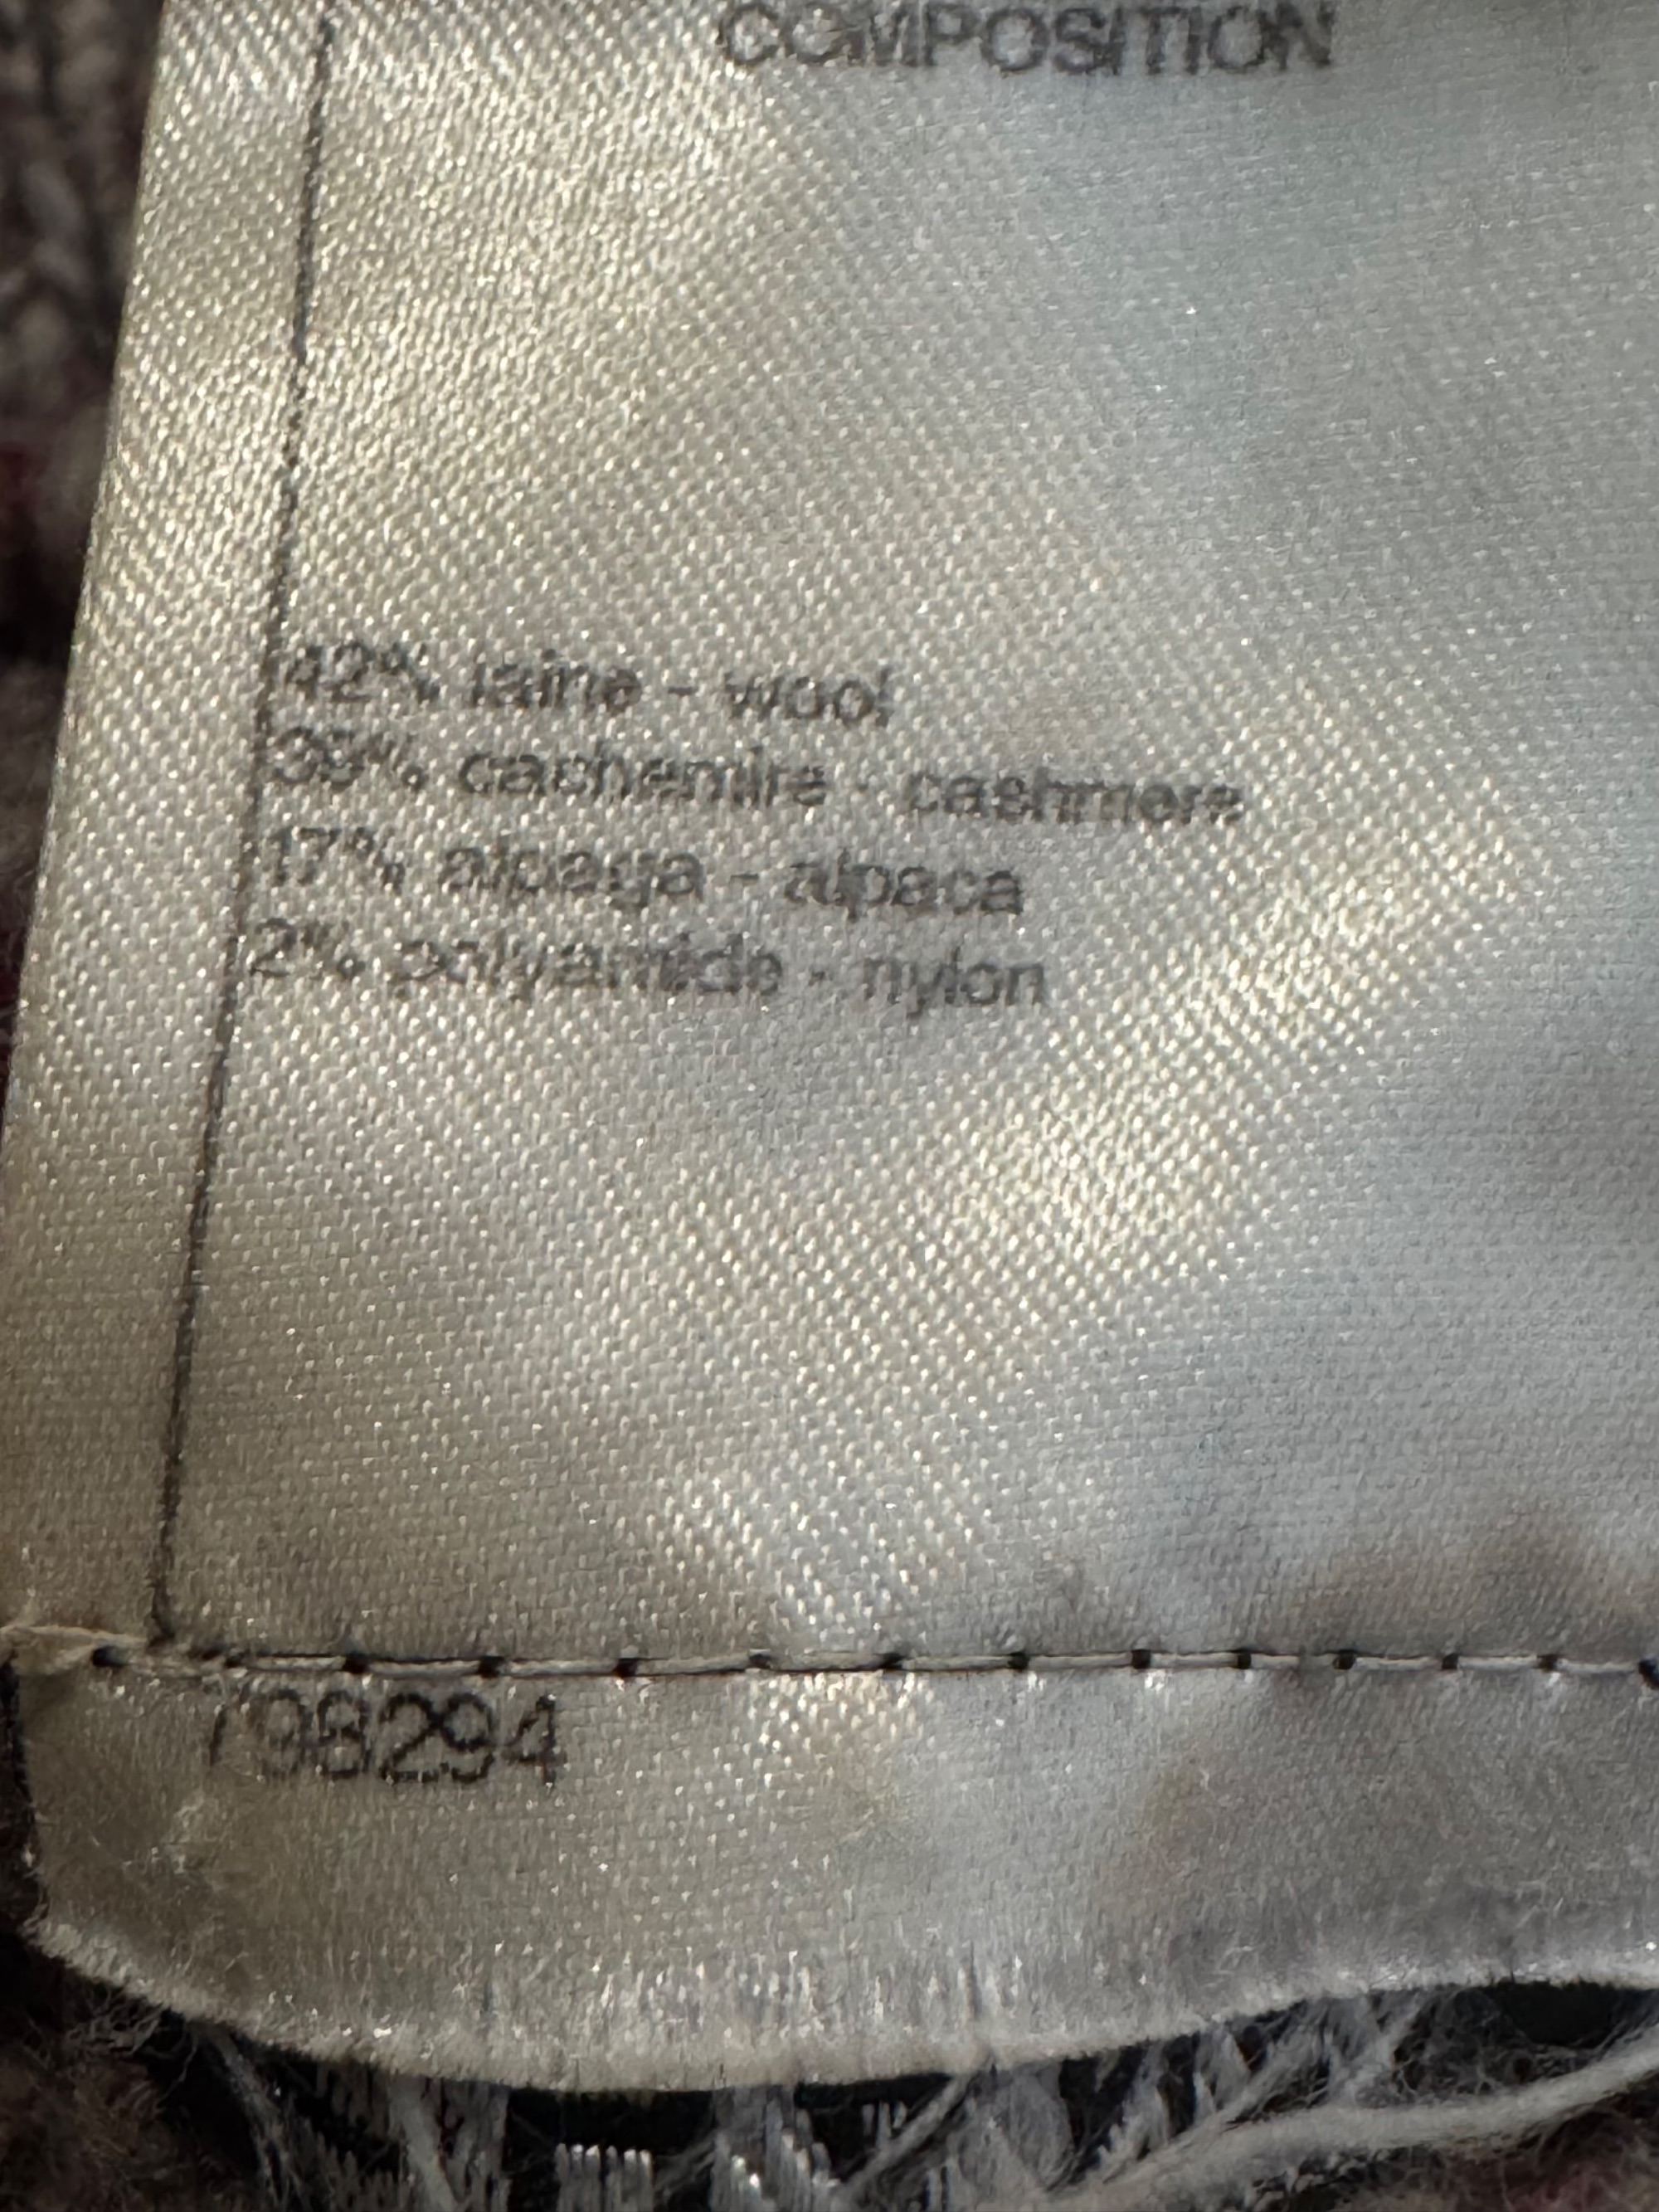 COMPOSITION
42% laine - wool
39% cachemire - cashmere
17% alpaga - alpaca
2% polyamide - nylon
798294